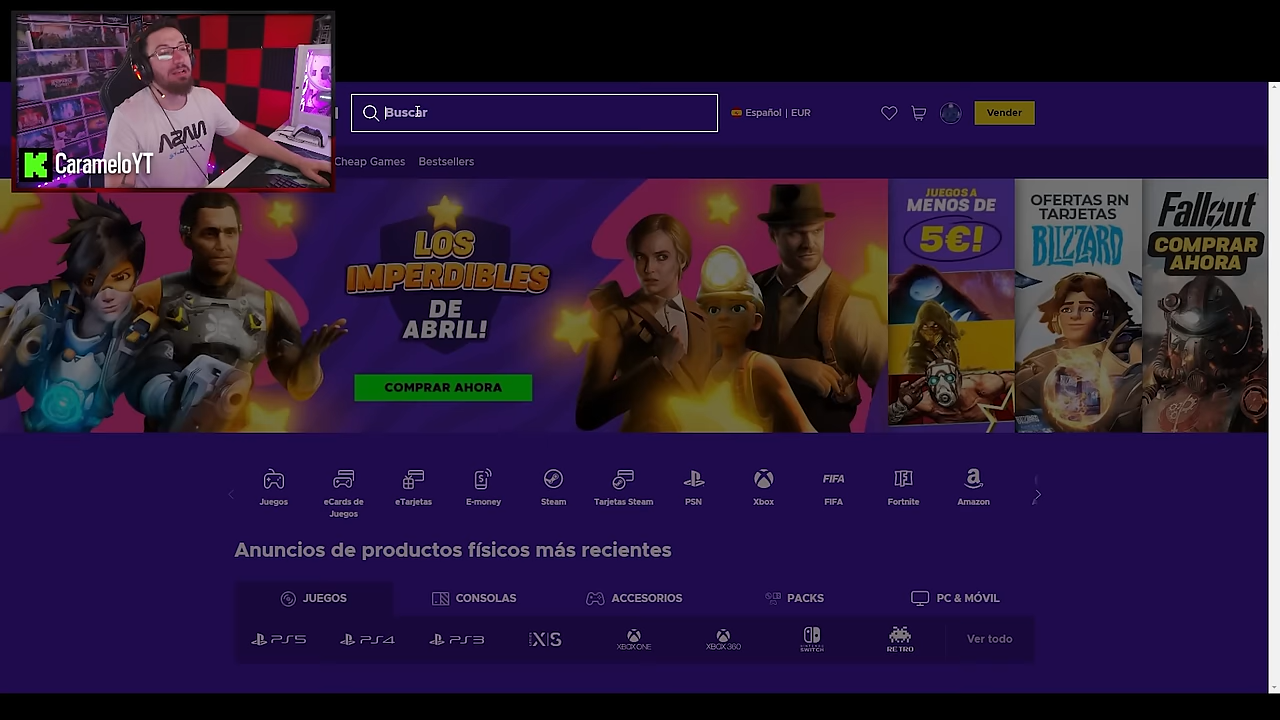 CarameloYT
Buscar
Español | EUR
Vender
Cheap Games
Bestsellers
LOS
IMPERDIBLES
DE
ABRIL!
COMPRAR AHORA
JUEGOS A
MENOS DE
5€!
OFERTAS RN
TARJETAS
BLIZZARD
Fallout
COMPRAR
AHORA
Juegos
eCards de
Juegos
eTarjetas
E-money
Steam
Tarjetas Steam
PSN
Xbox
FIFA
FIFA
Fortnite
Amazon
Anuncios de productos físicos más recientes
JUEGOS
CONSOLAS
ACCESORIOS
PACKS
PC & MÓVIL
PS5
PS4
PS3
X|S
XBOX ONE
XBOX 360
NINTENDO
SWITCH
RETRO
Ver todo